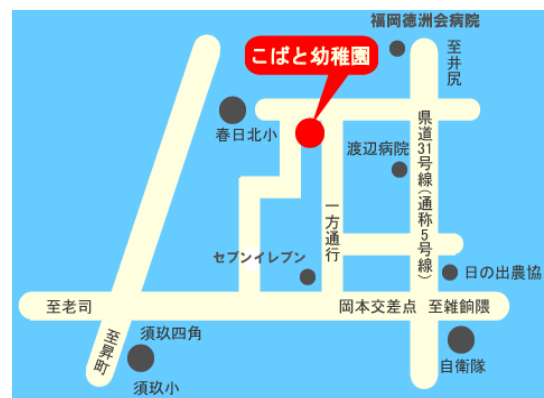 福岡徳洲会病院
至井尻
こばと幼稚園
春日北小
渡辺病院
県道31号線(通称5号線)
一方通行
セブンイレブン
日の出農協
至老司
岡本交差点
至雑餉隈
須玖四角
至昇町
須玖小
自衛隊